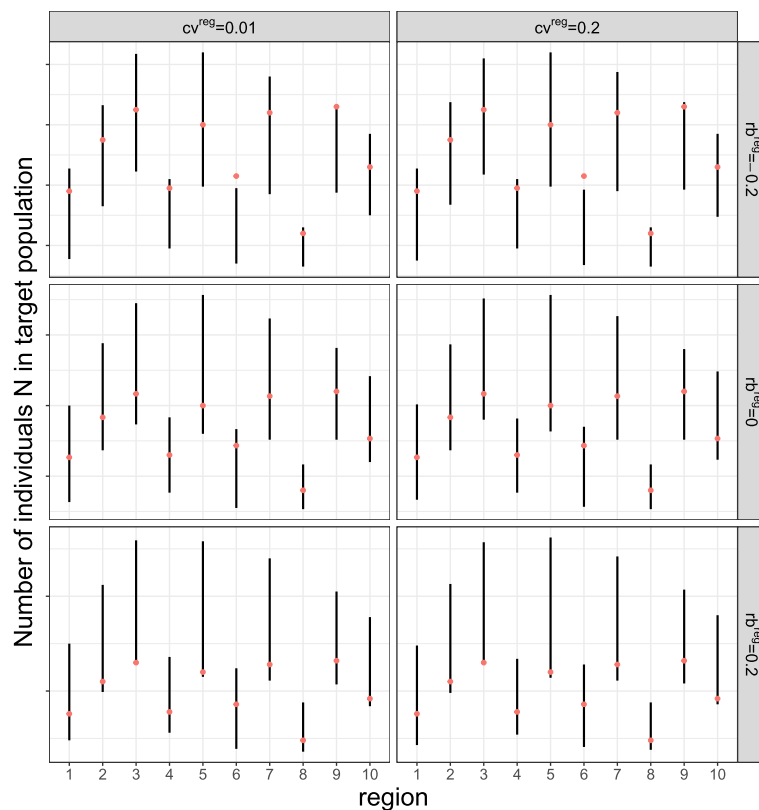 cv^reg=0.01
cv^reg=0.2
rb^reg=−0.2
rb^reg=0
rb^reg=0.2
Number of individuals N in target population
1 2 3 4 5 6 7 8 9 10
1 2 3 4 5 6 7 8 9 10
region